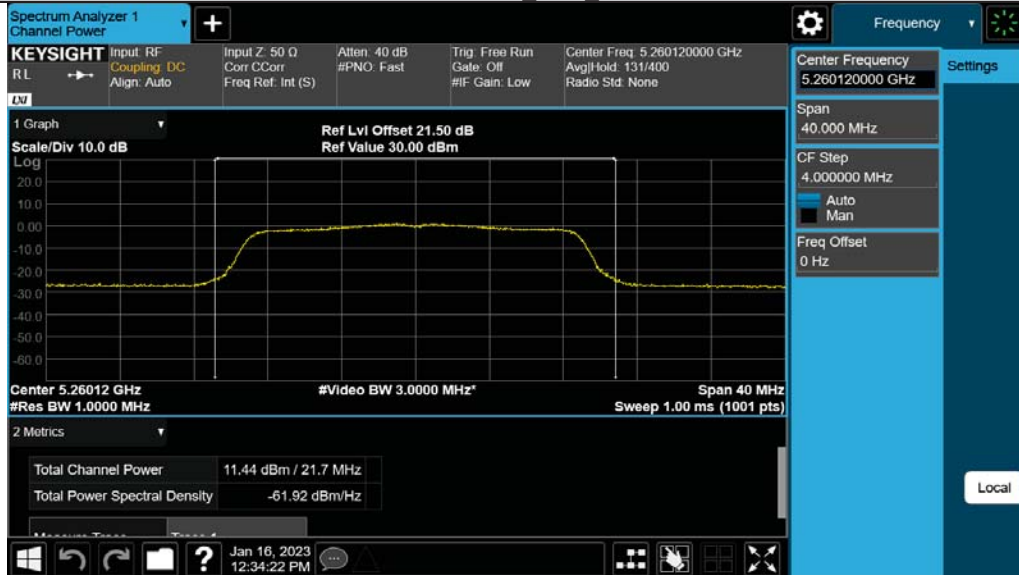 Spectrum Analyzer 1
Channel Power
+
Frequency
KEYSIGHT
RL
LXI
Input: RF
Coupling: DC
Align: Auto
Input Z: 50 Ω
Corr CCorr
Freq Ref: Int (S)
Atten: 40 dB
#PNO: Fast
Trig: Free Run
Gate: Off
#IF Gain: Low
Center Freq: 5.260120000 GHz
Avg|Hold: 131/400
Radio Std: None
Center Frequency
5.260120000 GHz
Settings
Span
40.000 MHz
CF Step
4.000000 MHz
Auto
Man
Freq Offset
0 Hz
Local
1 Graph
Scale/Div 10.0 dB
Ref Lvl Offset 21.50 dB
Ref Value 30.00 dBm
Log
20.0
10.0
0.00
-10.0
-20.0
-30.0
-40.0
-50.0
-60.0
Center 5.26012 GHz
#Res BW 1.0000 MHz
#Video BW 3.0000 MHz*
Span 40 MHz
Sweep 1.00 ms (1001 pts)
2 Metrics
Total Channel Power 11.44 dBm / 21.7 MHz
Total Power Spectral Density -61.92 dBm/Hz
?
Jan 16, 2023
12:34:22 PM